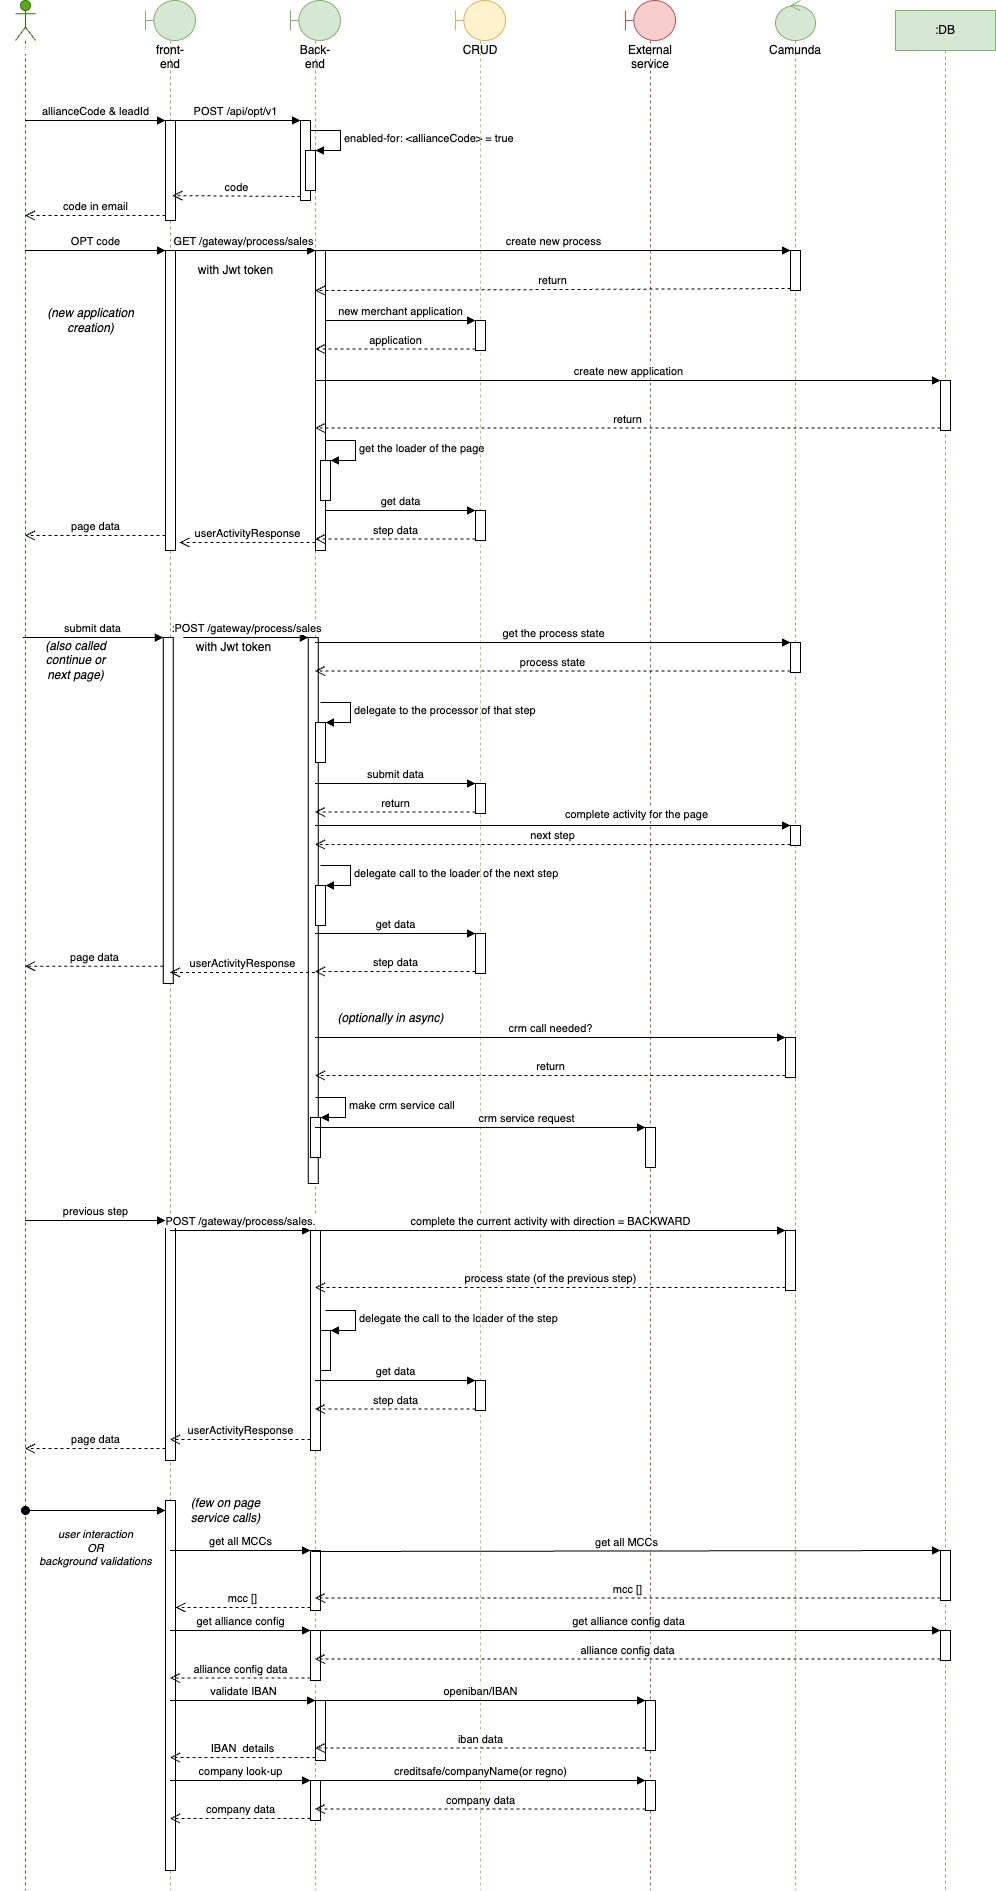 front-
end
Back-
end
CRUD
External
service
Camunda
:DB
allianceCode & leadId
POST /api/opt/v1
enabled-for: <allianceCode> = true
code
code in email
OPT code
GET /gateway/process/sales
create new process
with Jwt token
return
(new application
creation)
new merchant application
application
create new application
return
get the loader of the page
get data
page data
userActivityResponse
step data
submit data
:POST /gateway/process/sales
get the process state
(also called
continue or
next page)
with Jwt token
process state
delegate to the processor of that step
submit data
return
complete activity for the page
next step
delegate call to the loader of the next step
get data
page data
userActivityResponse
step data
(optionally in async)
crm call needed?
return
make crm service call
crm service request
previous step
POST /gateway/process/sales.
complete the current activity with direction = BACKWARD
process state (of the previous step)
delegate the call to the loader of the step
get data
step data
userActivityResponse
page data
(few on page
service calls)
user interaction
OR
background validations
get all MCCs
get all MCCs
mcc []
mcc []
get alliance config
get alliance config data
alliance config data
alliance config data
validate IBAN
openiban/IBAN
iban data
IBAN  details
company look-up
creditsafe/companyName(or regno)
company data
company data